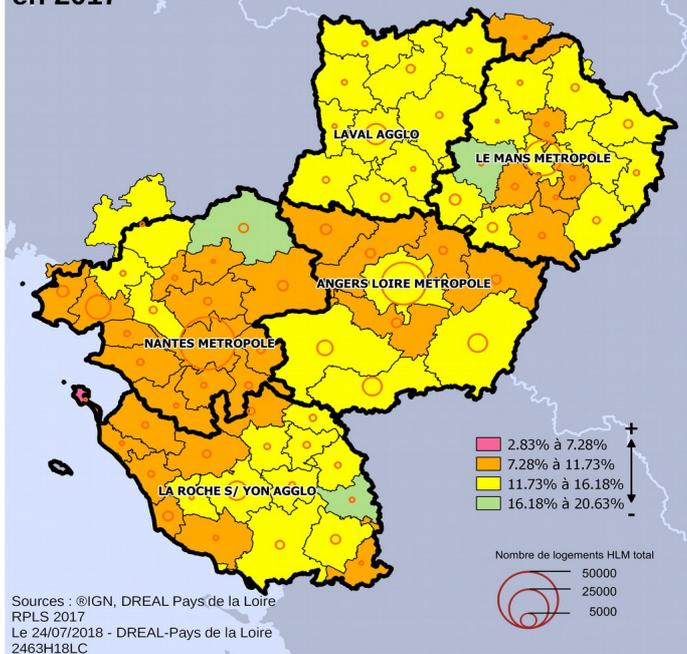 en 2017
LAVAL AGGLO
LE MANS METROPOLE
ANGERS LOIRE METROPOLE
NANTES METROPOLE
LA ROCHE S/ YON AGGLO
+
2.83% à 7.28%
7.28% à 11.73%
11.73% à 16.18%
16.18% à 20.63%
-
Nombre de logements HLM total
50000
25000
5000
Sources : ®IGN, DREAL Pays de la Loire
RPLS 2017
Le 24/07/2018 - DREAL-Pays de la Loire
2463H18LC